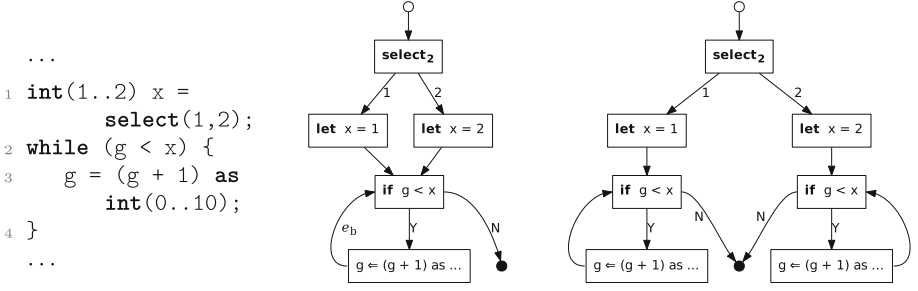 ...
1 int(1..2) x =
select(1,2);
2 while (g < x) {
3 g = (g + 1) as
int(0..10);
4 }
...
select2
1 2
let x = 1 let x = 2
if g < x
eb Y N
g ⇐ (g + 1) as ...
select2
1 2
let x = 1 let x = 2
if g < x if g < x
Y N N Y
g ⇐ (g + 1) as ... g ⇐ (g + 1) as ...